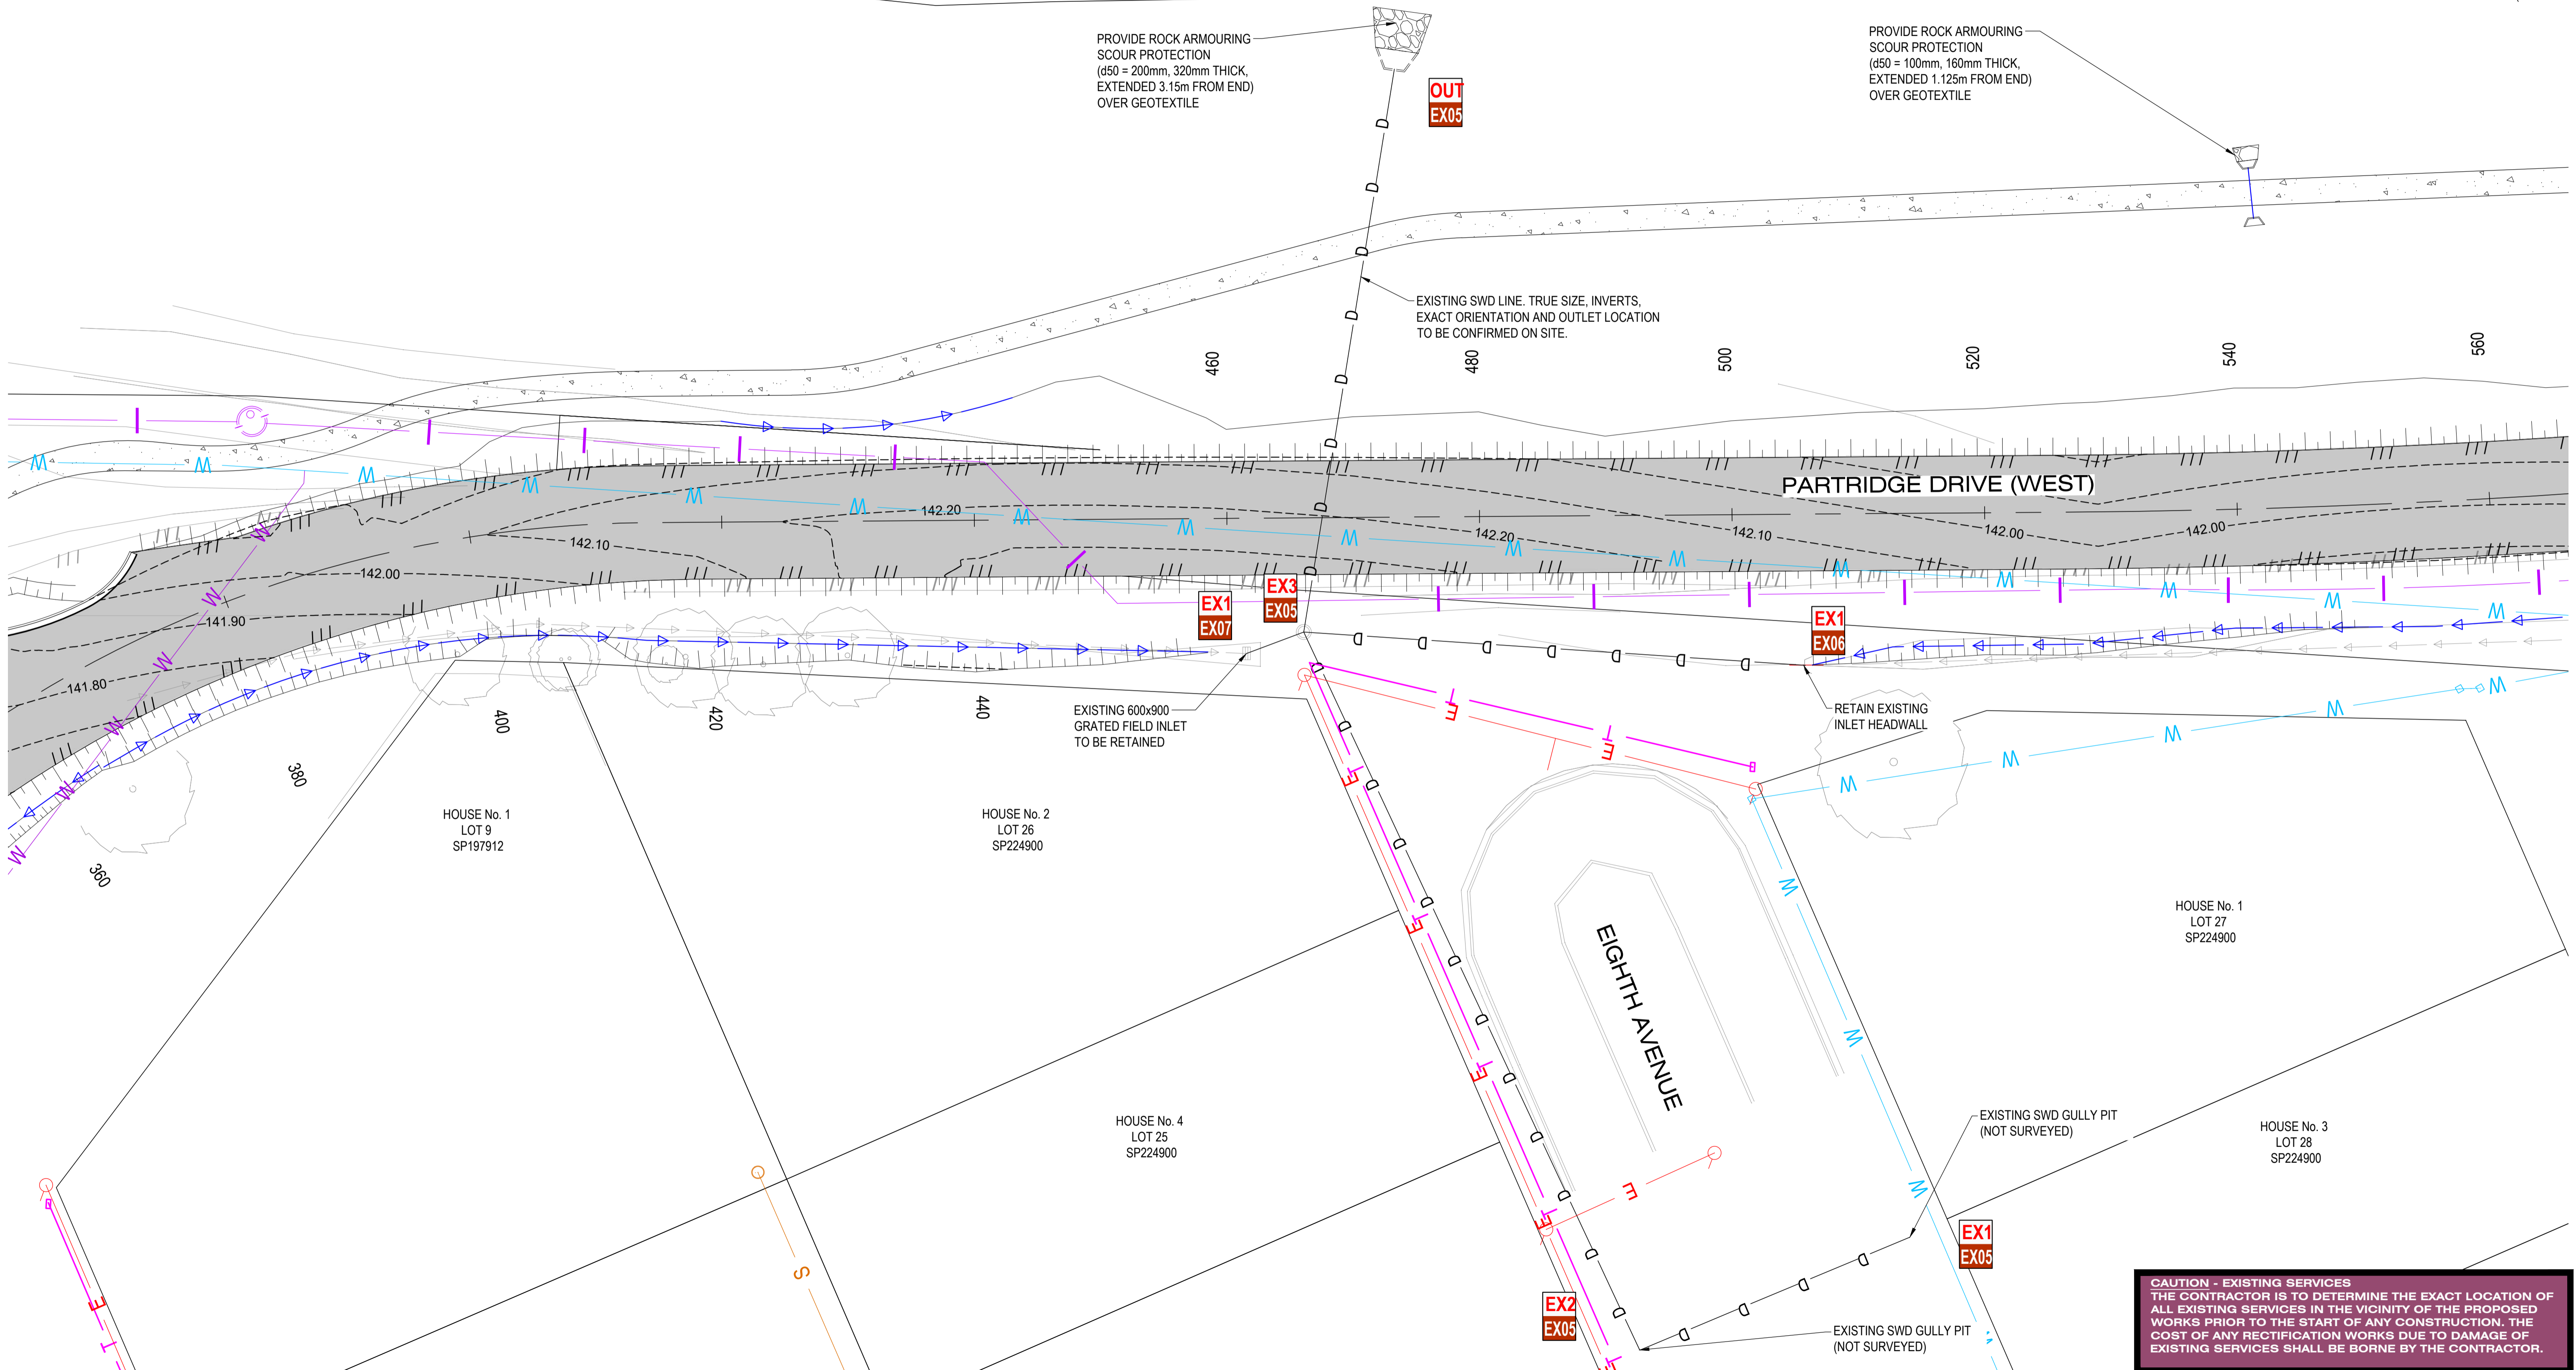 PROVIDE ROCK ARMOURING
SCOUR PROTECTION
(d50 = 200mm, 320mm THICK,
EXTENDED 3.15m FROM END)
OVER GEOTEXTILE
OUT
EX05
PROVIDE ROCK ARMOURING
SCOUR PROTECTION
(d50 = 100mm, 160mm THICK,
EXTENDED 1.125m FROM END)
OVER GEOTEXTILE
EXISTING SWD LINE. TRUE SIZE, INVERTS,
EXACT ORIENTATION AND OUTLET LOCATION
TO BE CONFIRMED ON SITE.
460
480
500
520
540
560
PARTRIDGE DRIVE (WEST)
142.20
142.10
142.00
141.90
141.80
142.20
142.10
142.00
142.00
EX1
EX07
EX3
EX05
EX1
EX06
EXISTING 600x900
GRATED FIELD INLET
TO BE RETAINED
RETAIN EXISTING
INLET HEADWALL
360
380
400
420
440
HOUSE No. 1
LOT 9
SP197912
HOUSE No. 2
LOT 26
SP224900
HOUSE No. 1
LOT 27
SP224900
EIGHTH AVENUE
HOUSE No. 4
LOT 25
SP224900
EXISTING SWD GULLY PIT
(NOT SURVEYED)
HOUSE No. 3
LOT 28
SP224900
EX1
EX05
EX2
EX05
EXISTING SWD GULLY PIT
(NOT SURVEYED)
CAUTION - EXISTING SERVICES
THE CONTRACTOR IS TO DETERMINE THE EXACT LOCATION OF
ALL EXISTING SERVICES IN THE VICINITY OF THE PROPOSED
WORKS PRIOR TO THE START OF ANY CONSTRUCTION. THE
COST OF ANY RECTIFICATION WORKS DUE TO DAMAGE OF
EXISTING SERVICES SHALL BE BORNE BY THE CONTRACTOR.